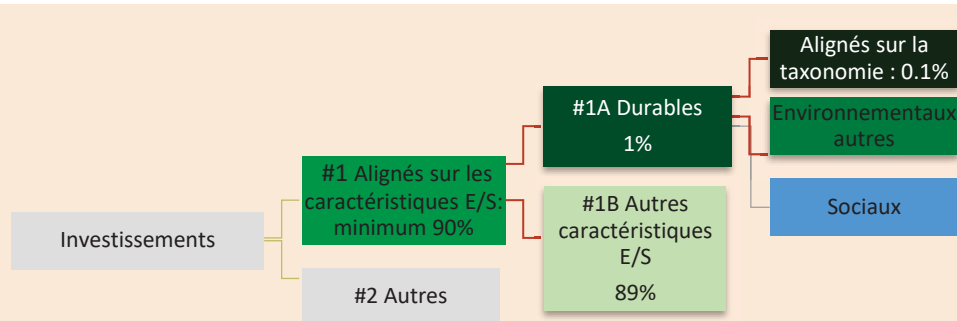 Investissements
#1 Alignés sur les
caractéristiques E/S:
minimum 90%
#2 Autres
#1A Durables
1%
#1B Autres
caractéristiques
E/S
89%
Alignés sur la
taxonomie : 0.1%
Environnementaux
autres
Sociaux